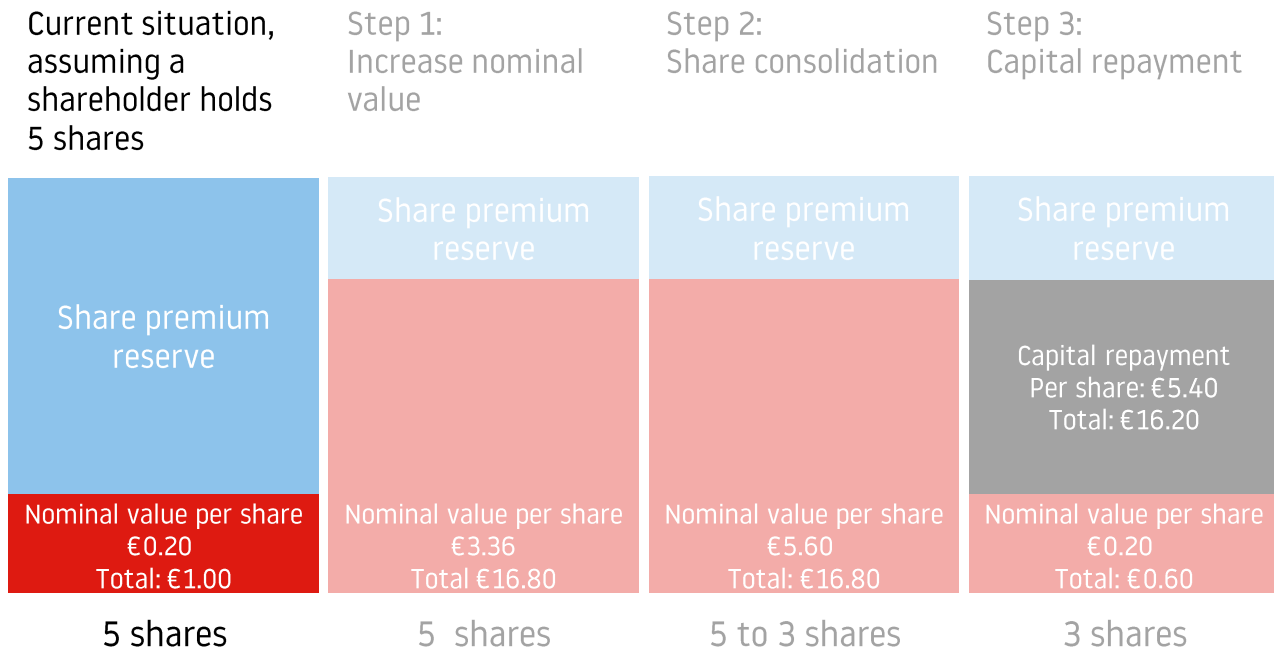 Current situation,
assuming a
shareholder holds
5 shares
Step 1:
Increase nominal
value
Step 2:
Share consolidation
Step 3:
Capital repayment
Share premium
reserve
Nominal value per share
€0.20
Total: €1.00
5 shares
Share premium
reserve
Nominal value per share
€3.36
Total €16.80
5 shares
Share premium
reserve
Nominal value per share
€5.60
Total: €16.80
5 to 3 shares
Share premium
reserve
Capital repayment
Per share: €5.40
Total: €16.20
Nominal value per share
€0.20
Total: €0.60
3 shares